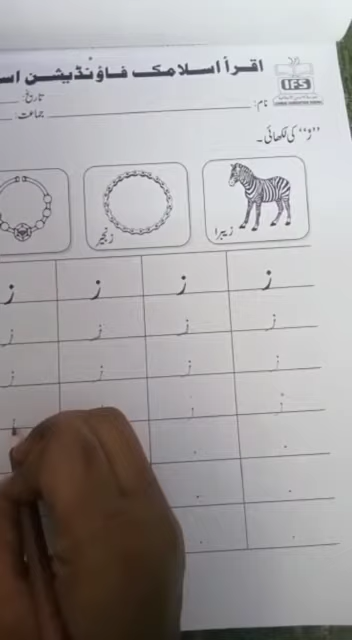 اقرأ اسلامک فاؤنڈیشن اس
IFS
نام:
تاریخ:
جماعت:
"ز" کی لکھائی۔
زیبرا
زنجیر
ز ز ز ز
ز ز ز ز
ز ز ز ز
ز ز ز